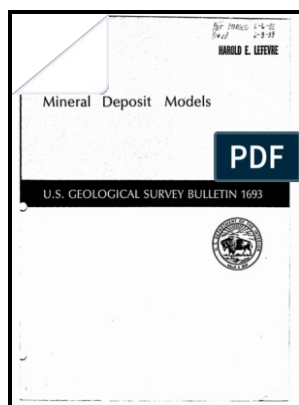 HAROLD E. LEFEVRE
Mineral Deposit Models
PDF
U.S. GEOLOGICAL SURVEY BULLETIN 1693